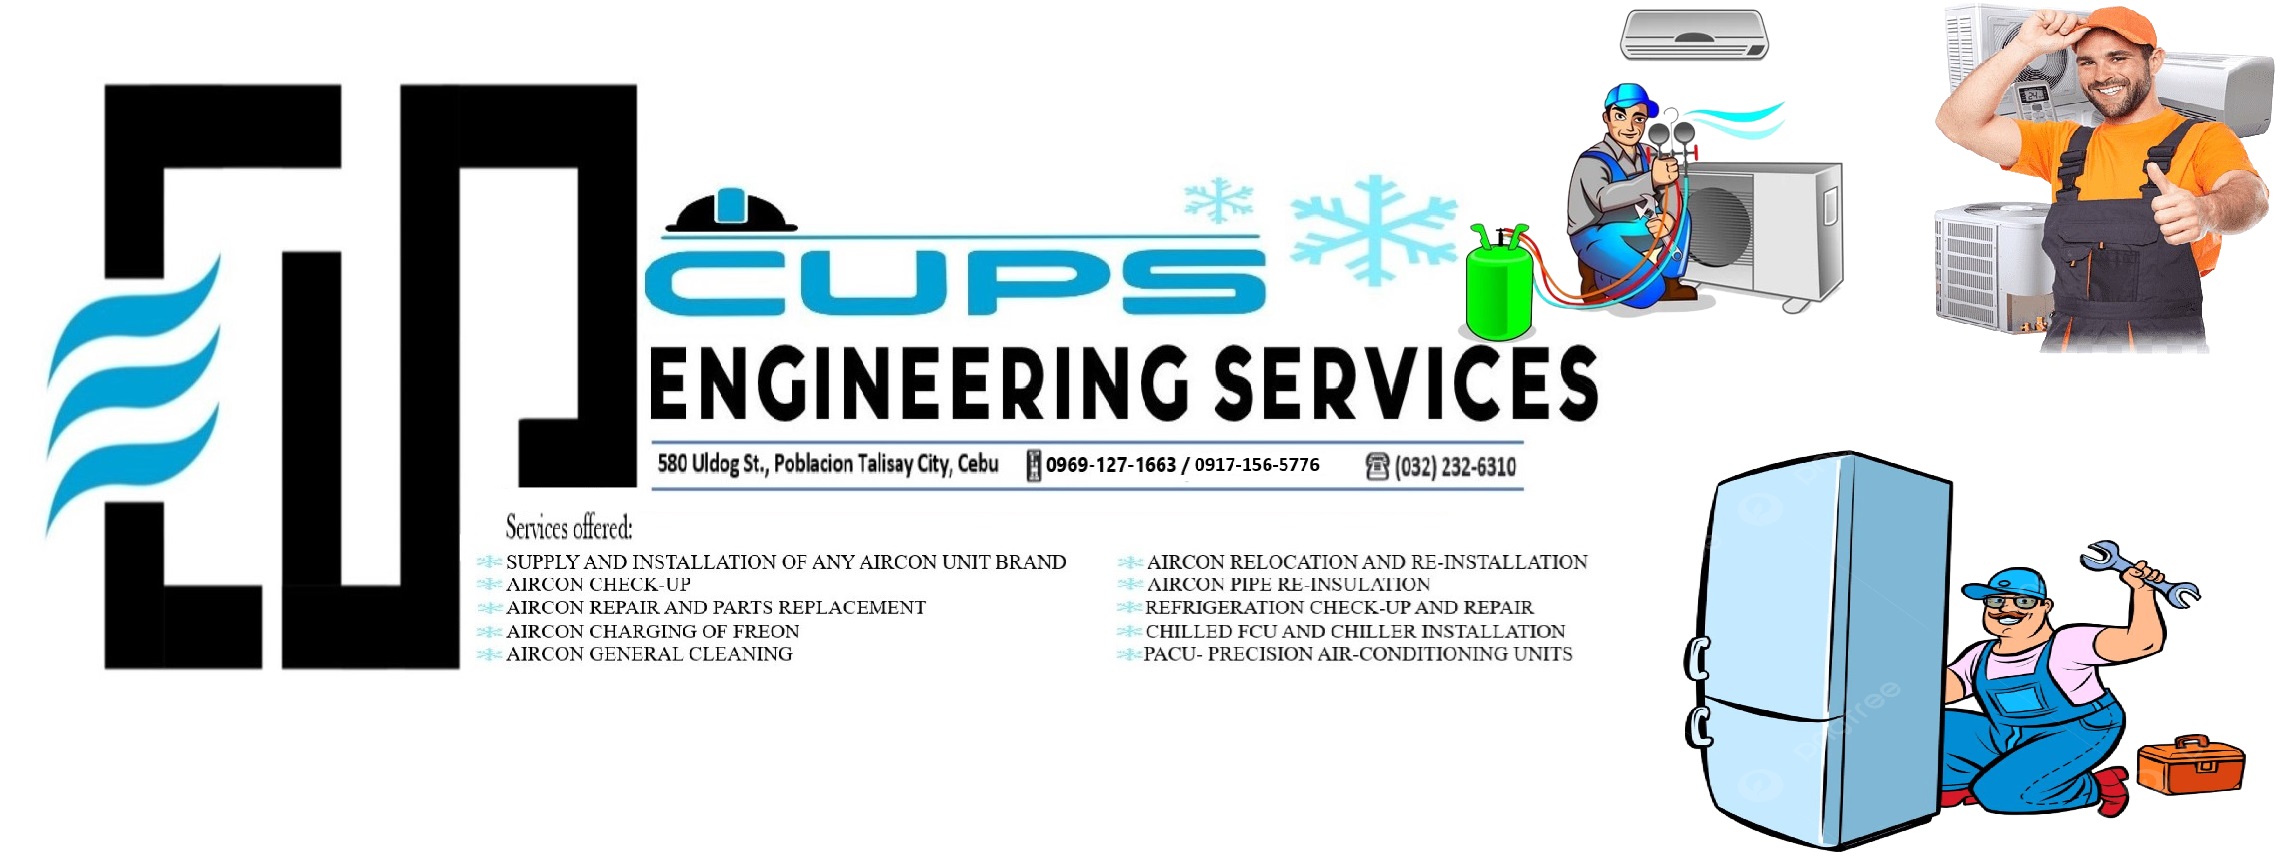 CUPS
ENGINEERING SERVICES
580 Uldog St., Poblacion Talisay City, Cebu 0969-127-1663 / 0917-156-5776 (032) 232-6310
Services offered:
SUPPLY AND INSTALLATION OF ANY AIRCON UNIT BRAND
AIRCON CHECK-UP
AIRCON REPAIR AND PARTS REPLACEMENT
AIRCON CHARGING OF FREON
AIRCON GENERAL CLEANING
AIRCON RELOCATION AND RE-INSTALLATION
AIRCON PIPE RE-INSULATION
REFRIGERATION CHECK-UP AND REPAIR
CHILLED FCU AND CHILLER INSTALLATION
PACU- PRECISION AIR-CONDITIONING UNITS